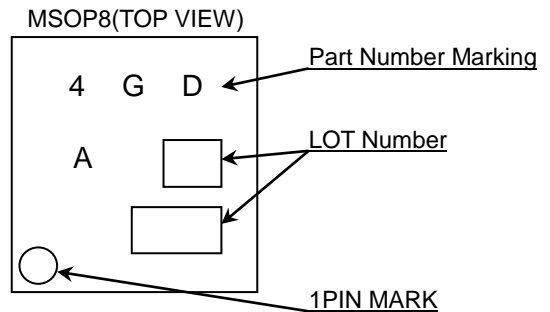 MSOP8(TOP VIEW)
4 G D
Part Number Marking
A
LOT Number
1PIN MARK